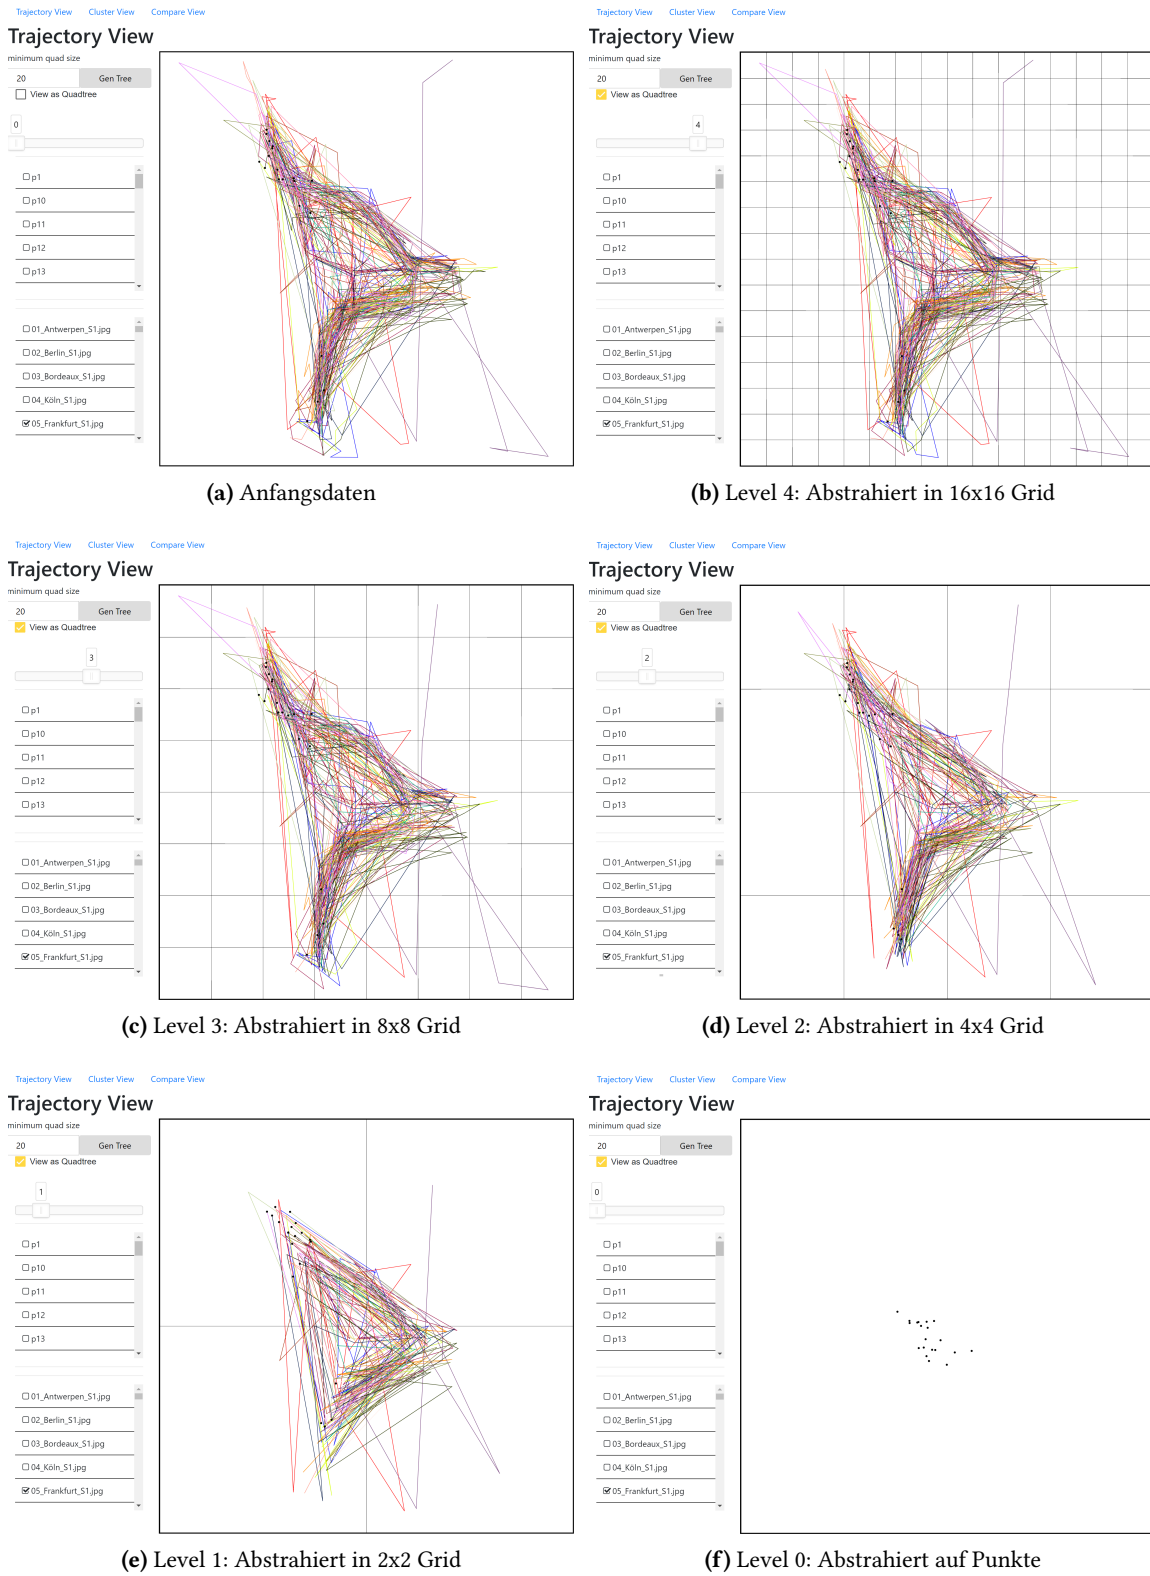 Trajectory View Cluster View Compare View
Trajectory View
minimum quad size
20 Gen Tree
View as Quadtree
0
p1
p10
p11
p12
p13
01_Antwerpen_S1.jpg
02_Berlin_S1.jpg
03_Bordeaux_S1.jpg
04_Köln_S1.jpg
05_Frankfurt_S1.jpg
(a) Anfangsdaten
Trajectory View Cluster View Compare View
Trajectory View
minimum quad size
20 Gen Tree
View as Quadtree
4
p1
p10
p11
p12
p13
01_Antwerpen_S1.jpg
02_Berlin_S1.jpg
03_Bordeaux_S1.jpg
04_Köln_S1.jpg
05_Frankfurt_S1.jpg
(b) Level 4: Abstrahiert in 16x16 Grid
Trajectory View Cluster View Compare View
Trajectory View
minimum quad size
20 Gen Tree
View as Quadtree
3
p1
p10
p11
p12
p13
01_Antwerpen_S1.jpg
02_Berlin_S1.jpg
03_Bordeaux_S1.jpg
04_Köln_S1.jpg
05_Frankfurt_S1.jpg
(c) Level 3: Abstrahiert in 8x8 Grid
Trajectory View Cluster View Compare View
Trajectory View
minimum quad size
20 Gen Tree
View as Quadtree
2
p1
p10
p11
p12
p13
01_Antwerpen_S1.jpg
02_Berlin_S1.jpg
03_Bordeaux_S1.jpg
04_Köln_S1.jpg
05_Frankfurt_S1.jpg
(d) Level 2: Abstrahiert in 4x4 Grid
Trajectory View Cluster View Compare View
Trajectory View
minimum quad size
20 Gen Tree
View as Quadtree
1
p1
p10
p11
p12
p13
01_Antwerpen_S1.jpg
02_Berlin_S1.jpg
03_Bordeaux_S1.jpg
04_Köln_S1.jpg
05_Frankfurt_S1.jpg
(e) Level 1: Abstrahiert in 2x2 Grid
Trajectory View Cluster View Compare View
Trajectory View
minimum quad size
20 Gen Tree
View as Quadtree
0
p1
p10
p11
p12
p13
01_Antwerpen_S1.jpg
02_Berlin_S1.jpg
03_Bordeaux_S1.jpg
04_Köln_S1.jpg
05_Frankfurt_S1.jpg
(f) Level 0: Abstrahiert auf Punkte